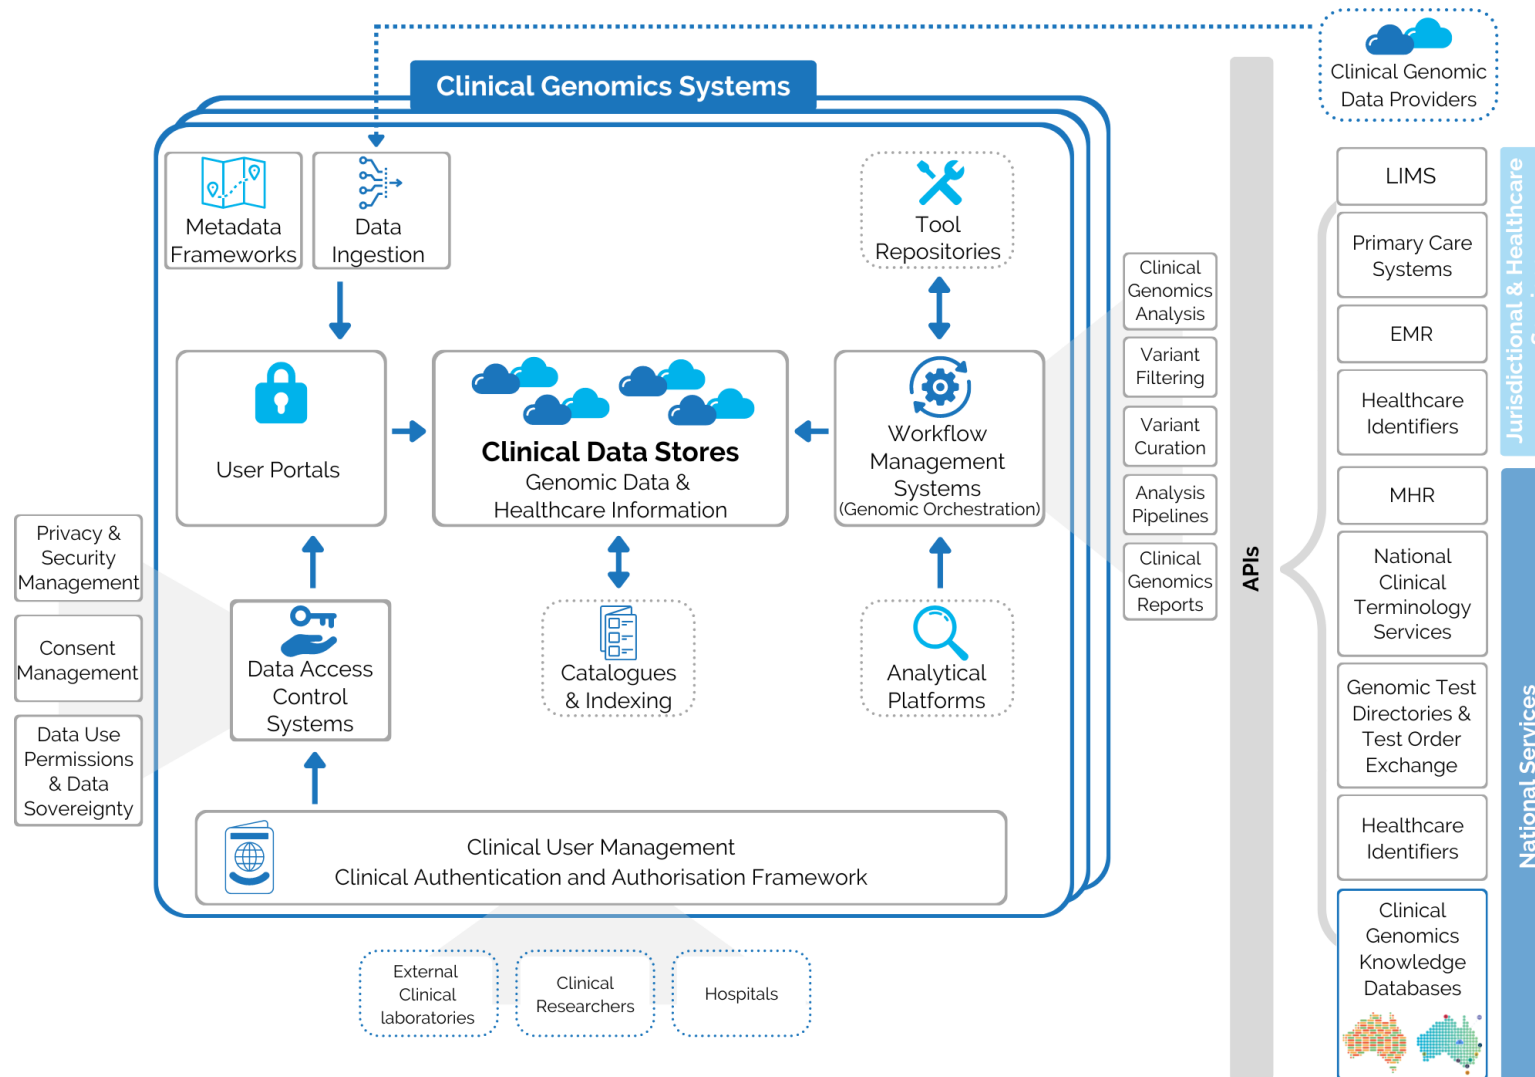 Clinical Genomics Systems
Clinical Genomic
Data Providers
Metadata
Frameworks
Data
Ingestion
Tool
Repositories
User Portals
Clinical Data Stores
Genomic Data &
Healthcare Information
Workflow
Management
Systems
(Genomic Orchestration)
Privacy &
Security
Management
Consent
Management
Data Use
Permissions
& Data
Sovereignty
Data Access
Control
Systems
Catalogues
& Indexing
Analytical
Platforms
Clinical User Management
Clinical Authentication and Authorisation Framework
External
Clinical
laboratories
Clinical
Researchers
Hospitals
Clinical
Genomics
Analysis
Variant
Filtering
Variant
Curation
Analysis
Pipelines
Clinical
Genomics
Reports
APIs
LIMS
Primary Care
Systems
EMR
Healthcare
Identifiers
MHR
National
Clinical
Terminology
Services
Genomic Test
Directories &
Test Order
Exchange
Healthcare
Identifiers
Clinical
Genomics
Knowledge
Databases
Jurisdictional & Healthcare
National Services